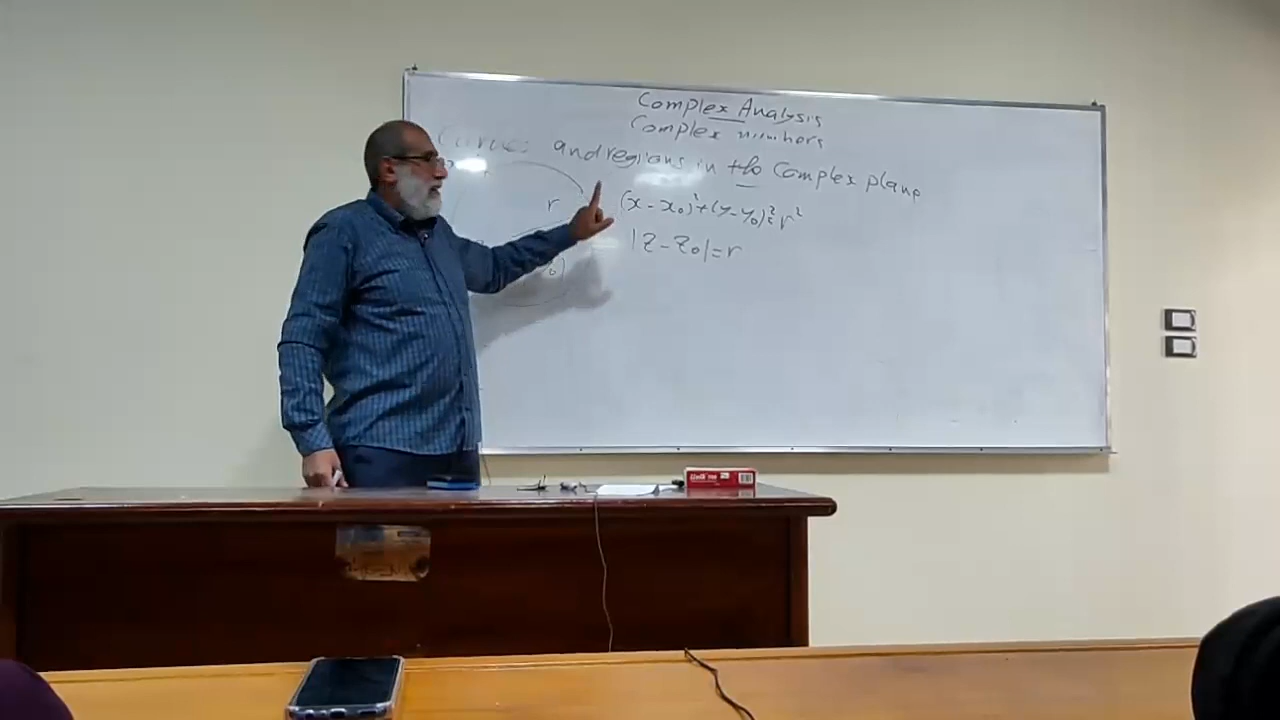 Complex Analysis
Complex numbers
Curves and regions in the Complex plane
r
(x - x₀)² + (y - y₀)² = r²
|z - z₀| = r